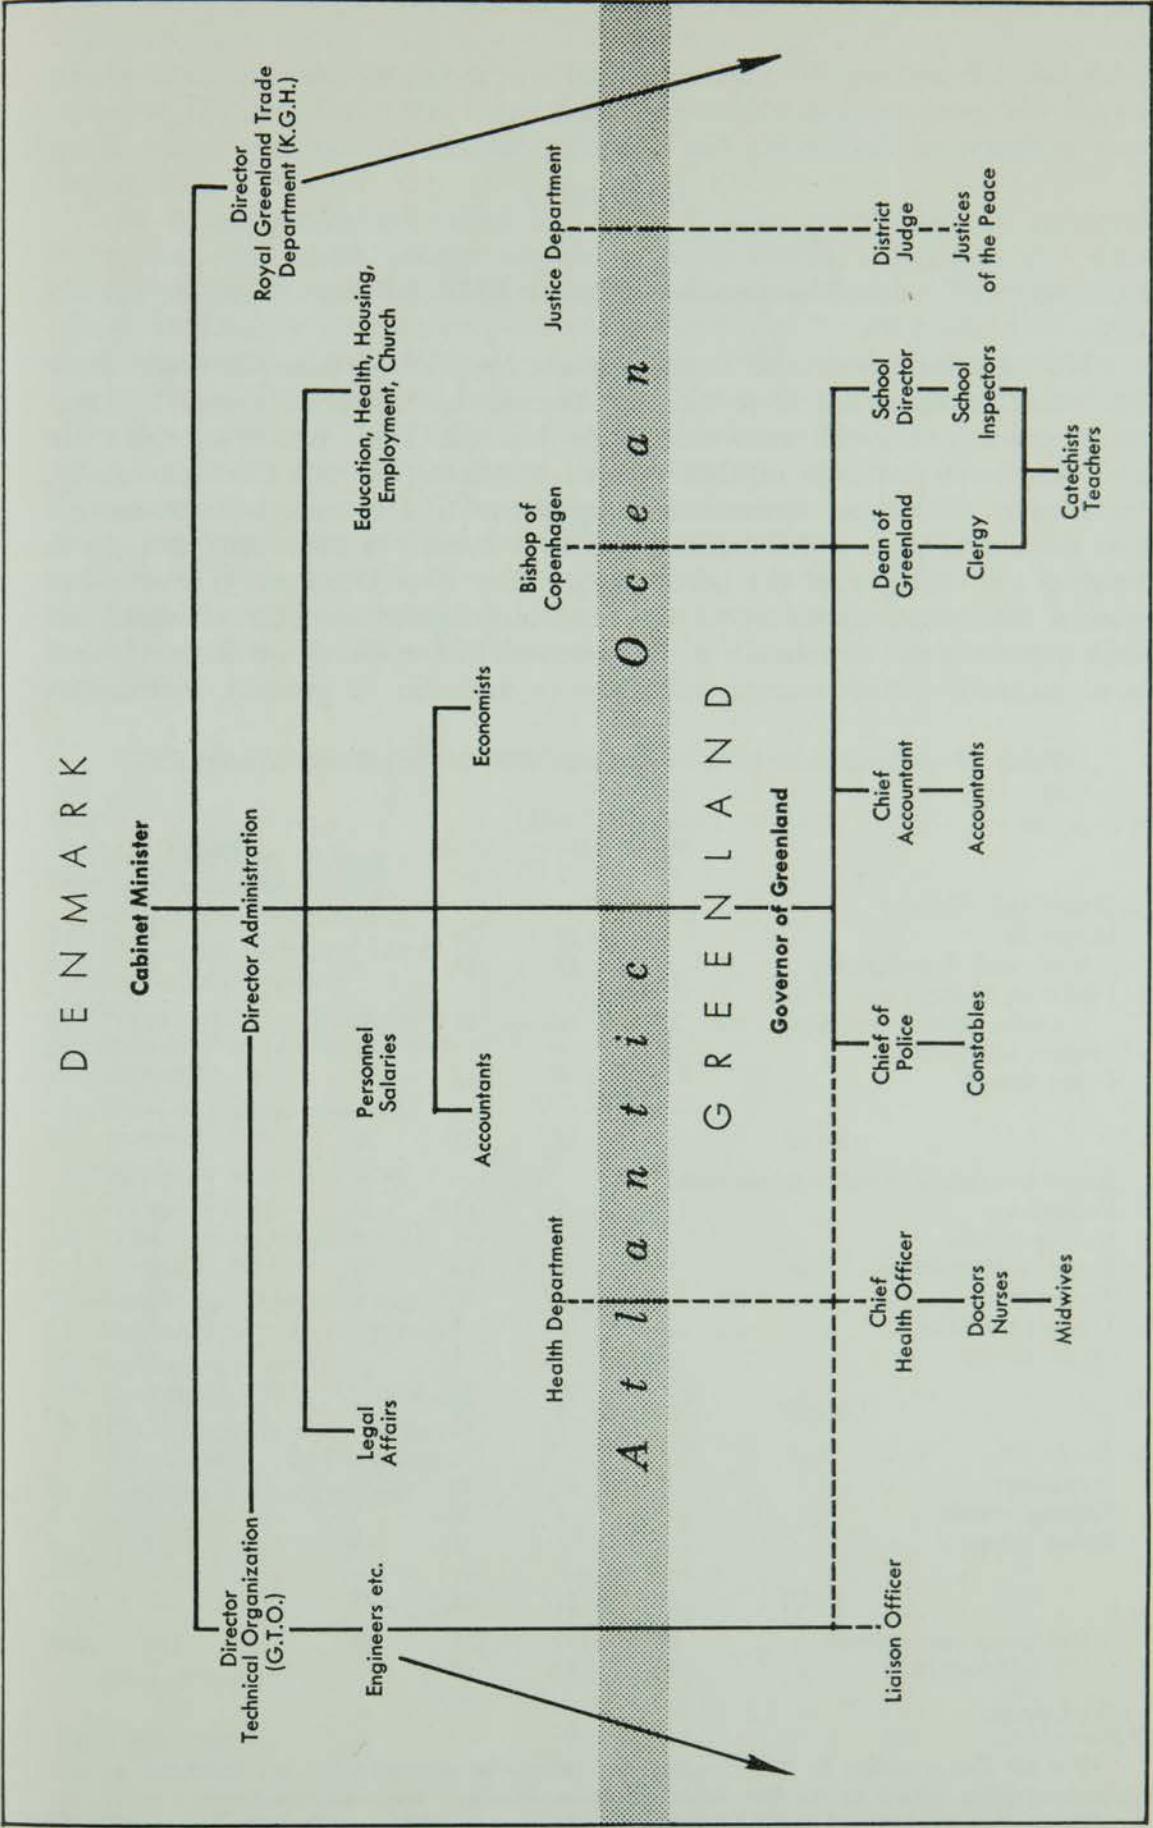 DENMARK
Cabinet Minister
Director
Technical Organization
(G.T.O.)
Director Administration
Director
Royal Greenland Trade
Department (K.G.H.)
Engineers etc.
Legal
Affairs
Personnel
Salaries
Education, Health, Housing,
Employment, Church
Accountants
Economists
Health Department
Bishop of
Copenhagen
Justice Department
Atlantic Ocean
GREENLAND
Governor of Greenland
Liaison Officer
Chief
Health Officer
Chief of
Police
Chief
Accountant
Dean of
Greenland
School
Director
District
Judge
Doctors
Nurses
Constables
Accountants
Clergy
School
Inspectors
Justices
of the Peace
Midwives
Catechists
Teachers